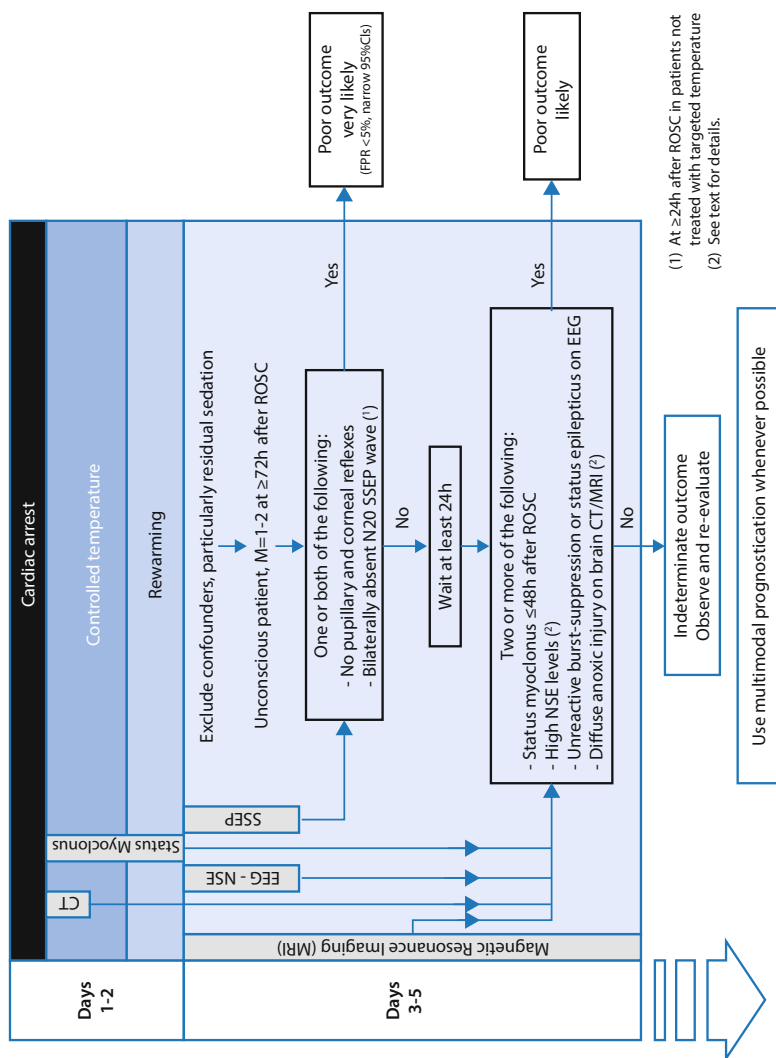 Cardiac arrest
Days
1-2
Controlled temperature
Rewarming
CT
Status Myoclonus
Days
3-5
Magnetic Resonance Imaging (MRI)
EEG - NSE
SSEP
Exclude confounders, particularly residual sedation
Unconscious patient, M=1-2 at ≥72h after ROSC
One or both of the following:
- No pupillary and corneal reflexes
- Bilaterally absent N20 SSEP wave (¹)
Yes
Poor outcome
very likely
(FPR <5%, narrow 95%CIs)
No
Wait at least 24h
Two or more of the following:
- Status myoclonus ≤48h after ROSC
- High NSE levels (²)
- Unreactive burst-suppression or status epilepticus on EEG
- Diffuse anoxic injury on brain CT/MRI (²)
Yes
Poor outcome
likely
No
Indeterminate outcome
Observe and re-evaluate
(1) At ≥24h after ROSC in patients not
treated with targeted temperature
(2) See text for details.
Use multimodal prognostication whenever possible